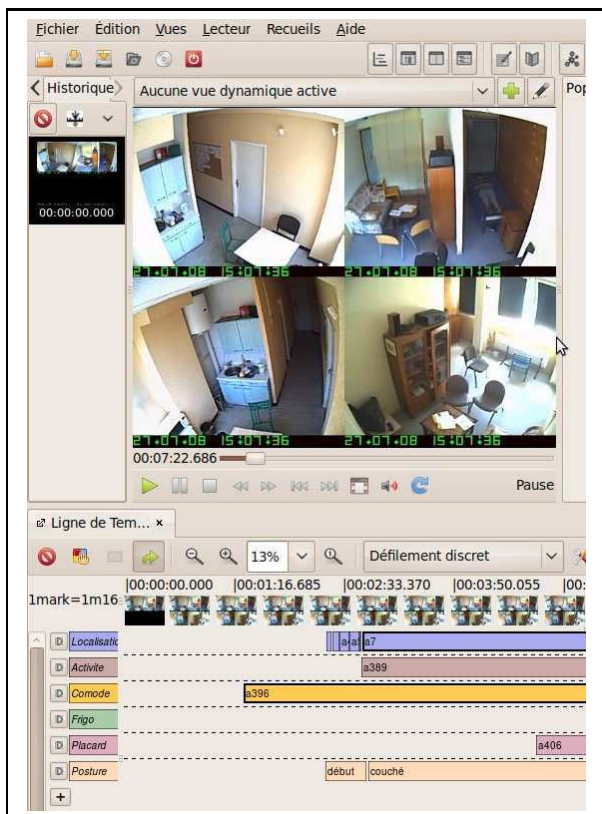 Fichier Édition Vues Lecteur Recueils Aide
Historique
Aucune vue dynamique active
Pop
00:00:00.000
27-07-08 15:07:36 27-07-08 15:07:36
27-07-08 15:07:36 27-07-08 15:07:36
00:07:22.686
Pause
Ligne de Tem... ×
13% Défilement discret
|00:00:00.000 |00:01:16.685 |00:02:33.370 |00:03:50.055 |00:
1mark=1m16
D Localisatic a7
D Activite a389
D Comode a396
D Frigo
D Placard a406
D Posture début couché
+